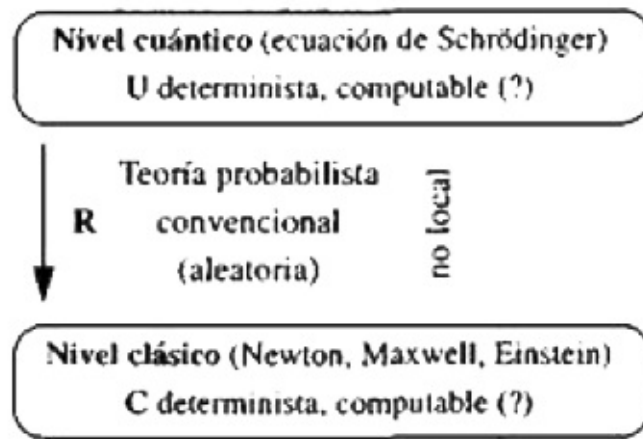 Nivel cuántico (ecuación de Schrödinger)
U determinista, computable (?)
Teoría probabilista
R convencional
(aleatoria)
no local
Nivel clásico (Newton, Maxwell, Einstein)
C determinista, computable (?)